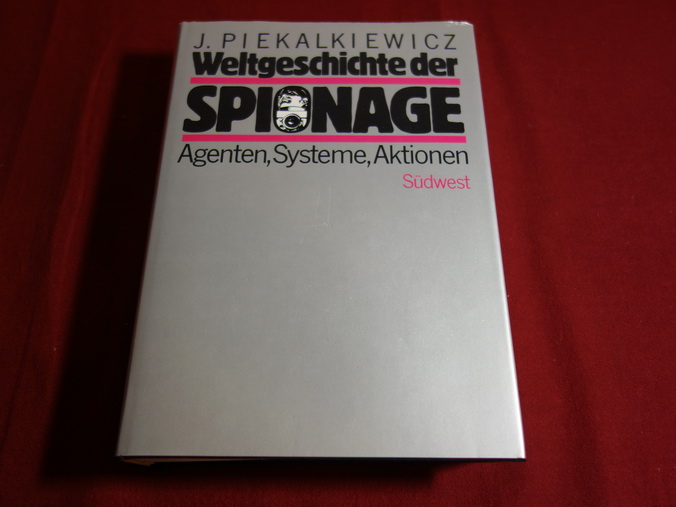 J. PIEKALKIEWICZ
Weltgeschichte der
SPIONAGE
Agenten, Systeme, Aktionen
Südwest